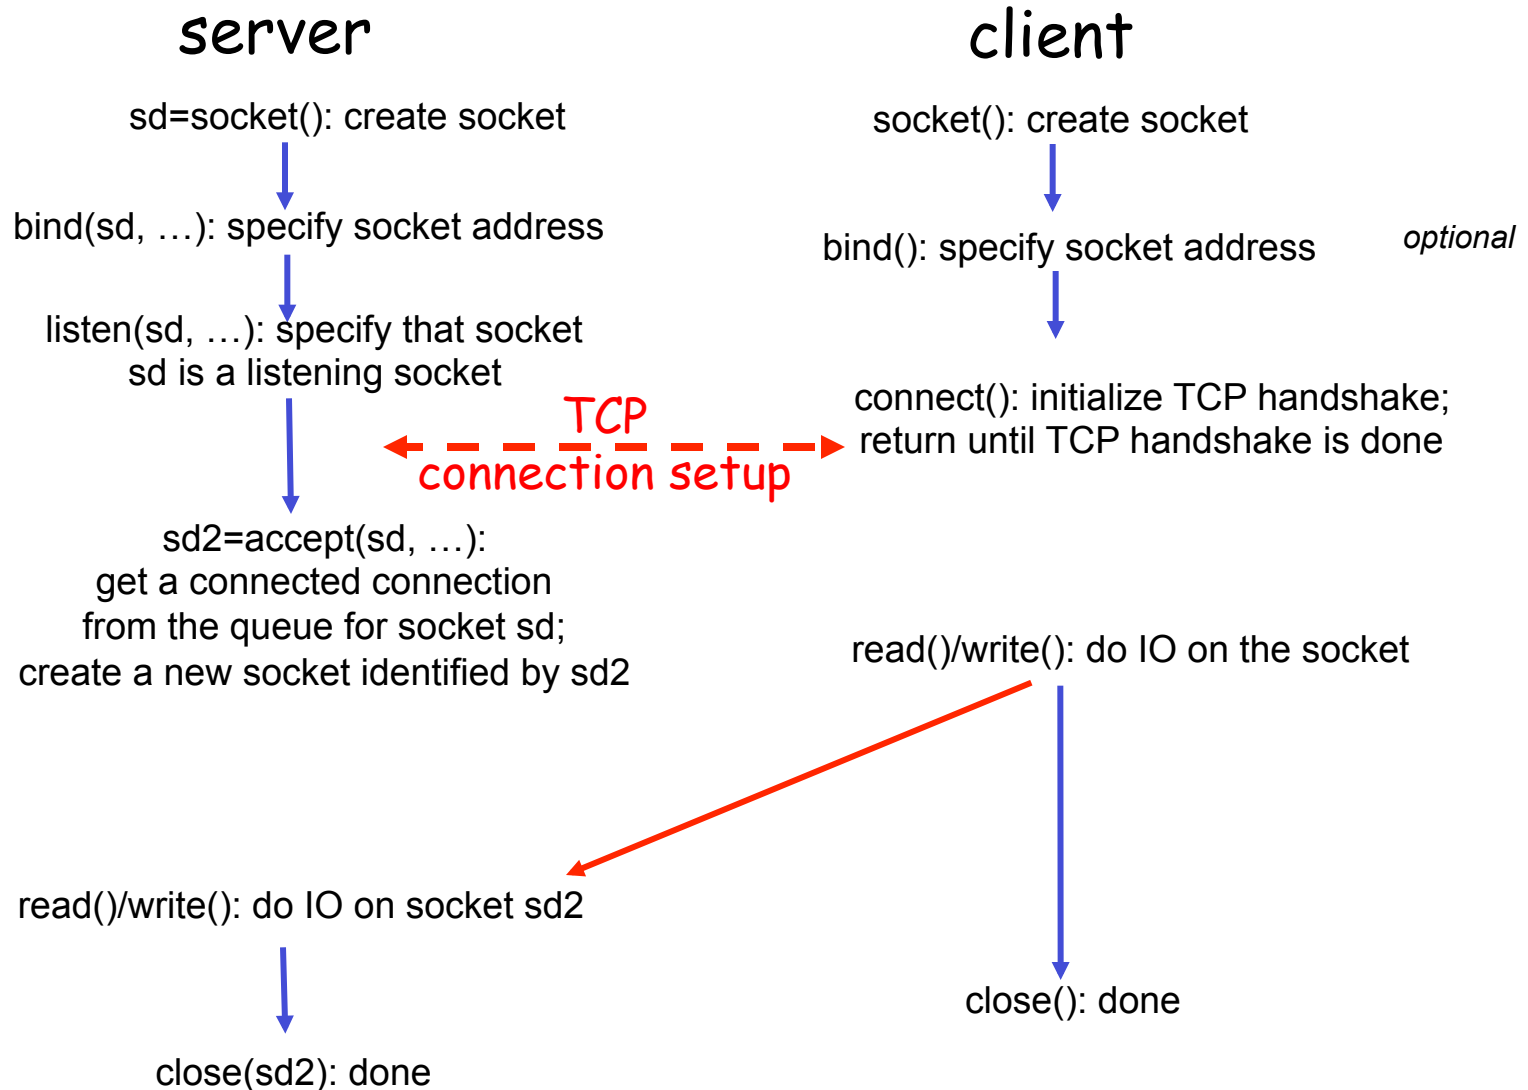 server
sd=socket(): create socket
bind(sd, …): specify socket address
listen(sd, …): specify that socket
sd is a listening socket
TCP
connection setup
sd2=accept(sd, …):
get a connected connection
from the queue for socket sd;
create a new socket identified by sd2
read()/write(): do IO on socket sd2
close(sd2): done
client
socket(): create socket
bind(): specify socket address
optional
connect(): initialize TCP handshake;
return until TCP handshake is done
read()/write(): do IO on the socket
close(): done